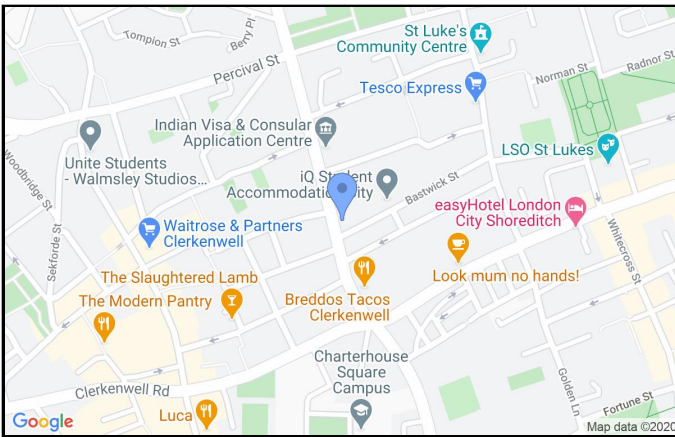 Tompion St
Berry Pl
Percival St
St Luke's
Community Centre
Radnor St
Norman St
Tesco Express
Indian Visa & Consular
Application Centre
LSO St Lukes
Woodbridge St
Unite Students
- Walmsley Studios...
iQ Student
Bastwick St
easyHotel London
City Shoreditch
Sekforde St
Waitrose & Partners
Clerkenwell
Whitecross St
Look mum no hands!
The Slaughtered Lamb
The Modern Pantry
Breddos Tacos
Clerkenwell
Charterhouse
Square
Campus
Clerkenwell Rd
Golden Ln
Fortune St
Luca
Google
Map data ©2020